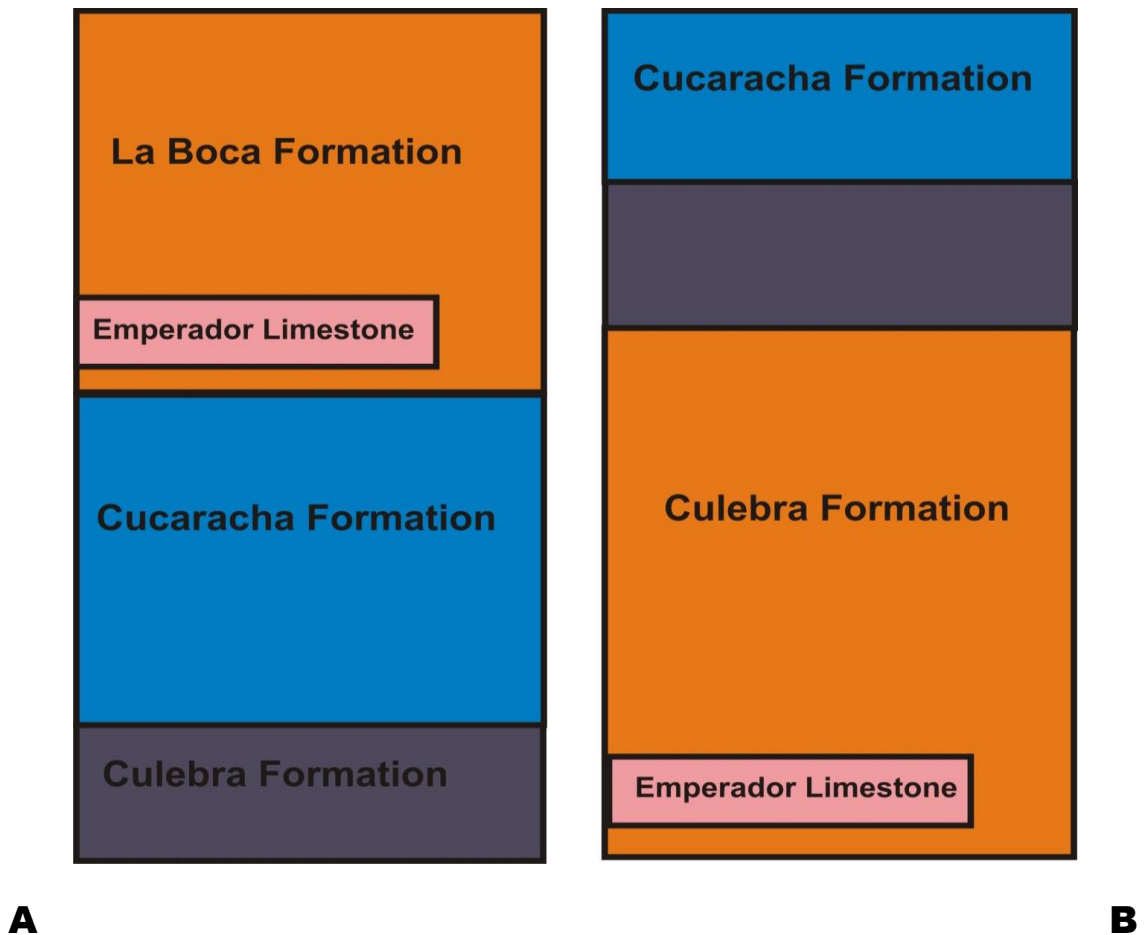 La Boca Formation
Emperador Limestone
Cucaracha Formation
Culebra Formation
Cucaracha Formation
Culebra Formation
Emperador Limestone
A
B